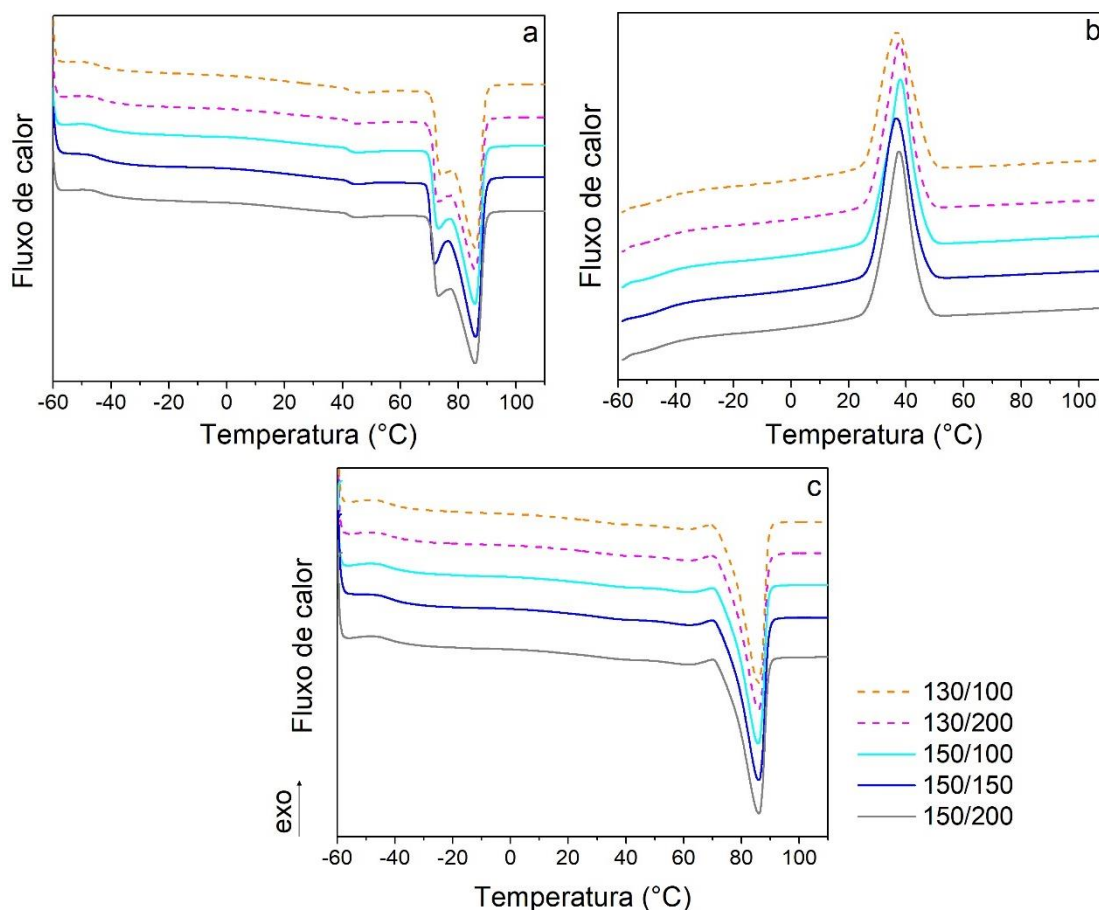 a
Fluxo de calor
-60 -40 -20 0 20 40 60 80 100
Temperatura (°C)
b
Fluxo de calor
-60 -40 -20 0 20 40 60 80 100
Temperatura (°C)
c
Fluxo de calor
exo
-60 -40 -20 0 20 40 60 80 100
Temperatura (°C)
130/100
130/200
150/100
150/150
150/200